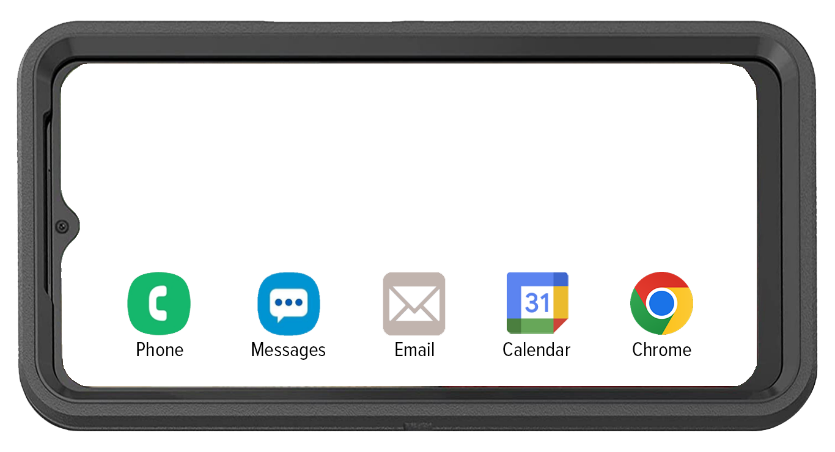 31
Phone
Messages
Email
Calendar
Chrome